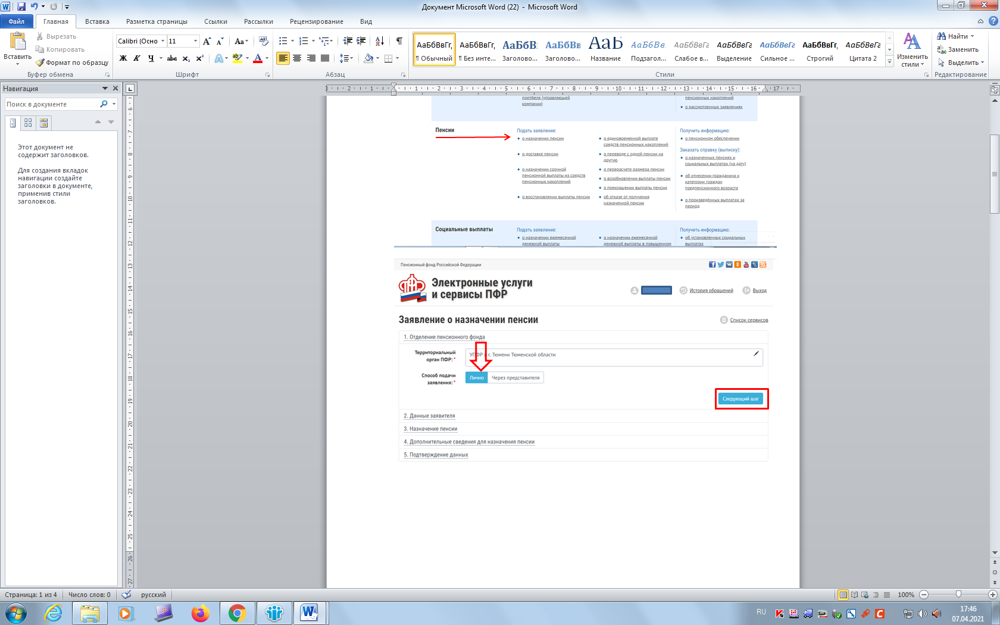 Документ Microsoft Word (22) - Microsoft Word
Файл
Главная
Вставка
Разметка страницы
Ссылки
Рассылки
Рецензирование
Вид
Вставить
Вырезать
Копировать
Формат по образцу
Буфер обмена
Calibri (Осно
11
Шрифт
Абзац
АаБбВвГг,
¶ Обычный
АаБбВвГг,
¶ Без инте...
АаБбВ
Заголово...
АаБбВв
Заголово...
АаБ
Название
АаБбВв.
Подзагол...
АаБбВвГг
Слабое в...
АаБбВвГг
Выделение
АаБбВвГг
Сильное ...
АаБбВвГг,
Строгий
АаБбВвГг
Цитата 2
Стили
Изменить
стили
Найти
Заменить
Выделить
Редактирование
Навигация
Поиск в документе
Этот документ не
содержит заголовков.
Для создания вкладок
навигации создайте
заголовки в документе,
применив стили
заголовков.
портфеля (управляющей
компании)
пенсионных накоплений
о рассмотренных заявлениях
Пенсии
Подать заявление:
о назначении пенсии
о доставке пенсии
о назначении срочной
пенсионной выплаты из средств
пенсионных накоплений
о восстановлении выплаты пенсии
о единовременной выплате
средств пенсионных накоплений
о переводе с одной пенсии на
другую
о перерасчете размера пенсии
о возобновлении выплаты пенсии
о прекращении выплаты пенсии
об отказе от получения
назначенной пенсии
Получить информацию:
о пенсионном обеспечении
Заказать справку (выписку):
о назначенных пенсиях и
социальных выплатах (на дату)
об отнесении гражданина к
категории граждан
предпенсионного возраста
о произведённых выплатах за
период
Социальные выплаты
Подать заявление:
о назначении ежемесячной
денежной выплаты
о назначении ежемесячной
денежной выплаты в повышенном
Получить информацию:
об установленных социальных
выплатах
Пенсионный фонд Российской Федерации
Электронные услуги
и сервисы ПФР
История обращений
Выход
Заявление о назначении пенсии
Список сервисов
1. Отделение пенсионного фонда
Территориальный
орган ПФР: *
УПФР в г. Тюмени Тюменской области
Способ подачи
заявления: *
Лично
Через представителя
Следующий шаг
2. Данные заявителя
3. Назначение пенсии
4. Дополнительные сведения для назначения пенсии
5. Подтверждение данных
Страница: 1 из 4
Число слов: 0
русский
100%
RU
17:46
07.04.2021